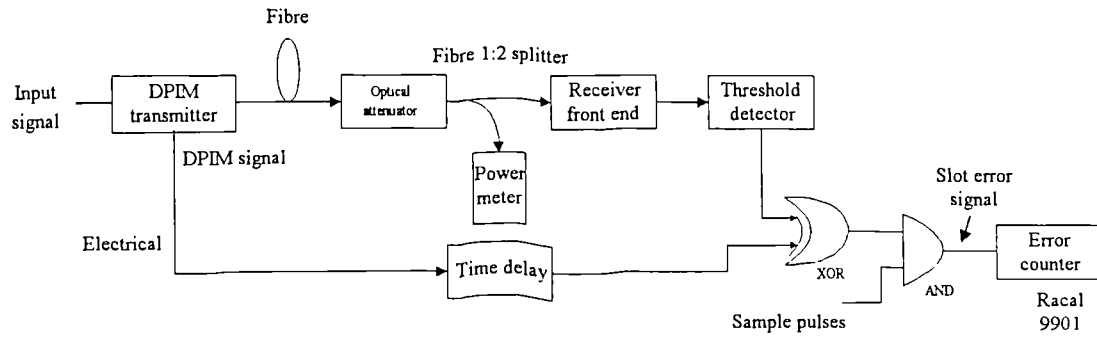 Fibre
Fibre 1:2 splitter
Input
signal
DPIM
transmitter
Optical
attenuator
Receiver
front end
Threshold
detector
DPIM signal
Power
meter
Slot error
signal
Electrical
Time delay
XOR
AND
Error
counter
Sample pulses
Racal
9901